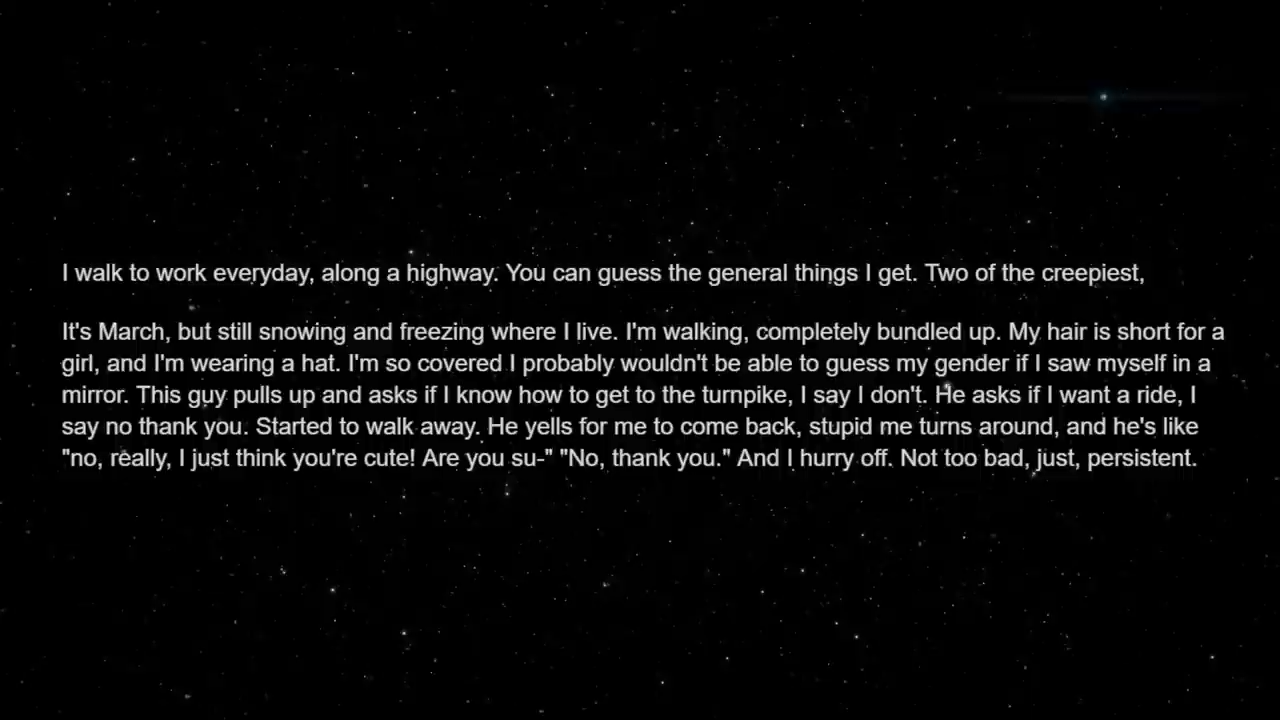 I walk to work everyday, along a highway. You can guess the general things I get. Two of the creepiest,
It's March, but still snowing and freezing where I live. I'm walking, completely bundled up. My hair is short for a
girl, and I'm wearing a hat. I'm so covered I probably wouldn't be able to guess my gender if I saw myself in a
mirror. This guy pulls up and asks if I know how to get to the turnpike, I say I don't. He asks if I want a ride, I
say no thank you. Started to walk away. He yells for me to come back, stupid me turns around, and he's like
"no, really, I just think you're cute! Are you su-" "No, thank you." And I hurry off. Not too bad, just, persistent.